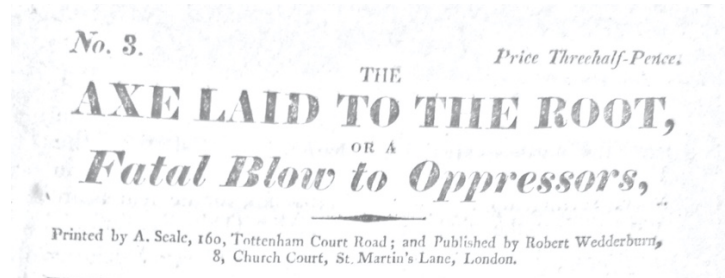 No. 3.
Price Threehalf-Pence.
THE
AXE LAID TO THE ROOT,
OR A
Fatal Blow to Oppressors,
Printed by A. Seale, 160, Tottenham Court Road; and Published by Robert Wedderburn,
8, Church Court, St. Martin's Lane, London.